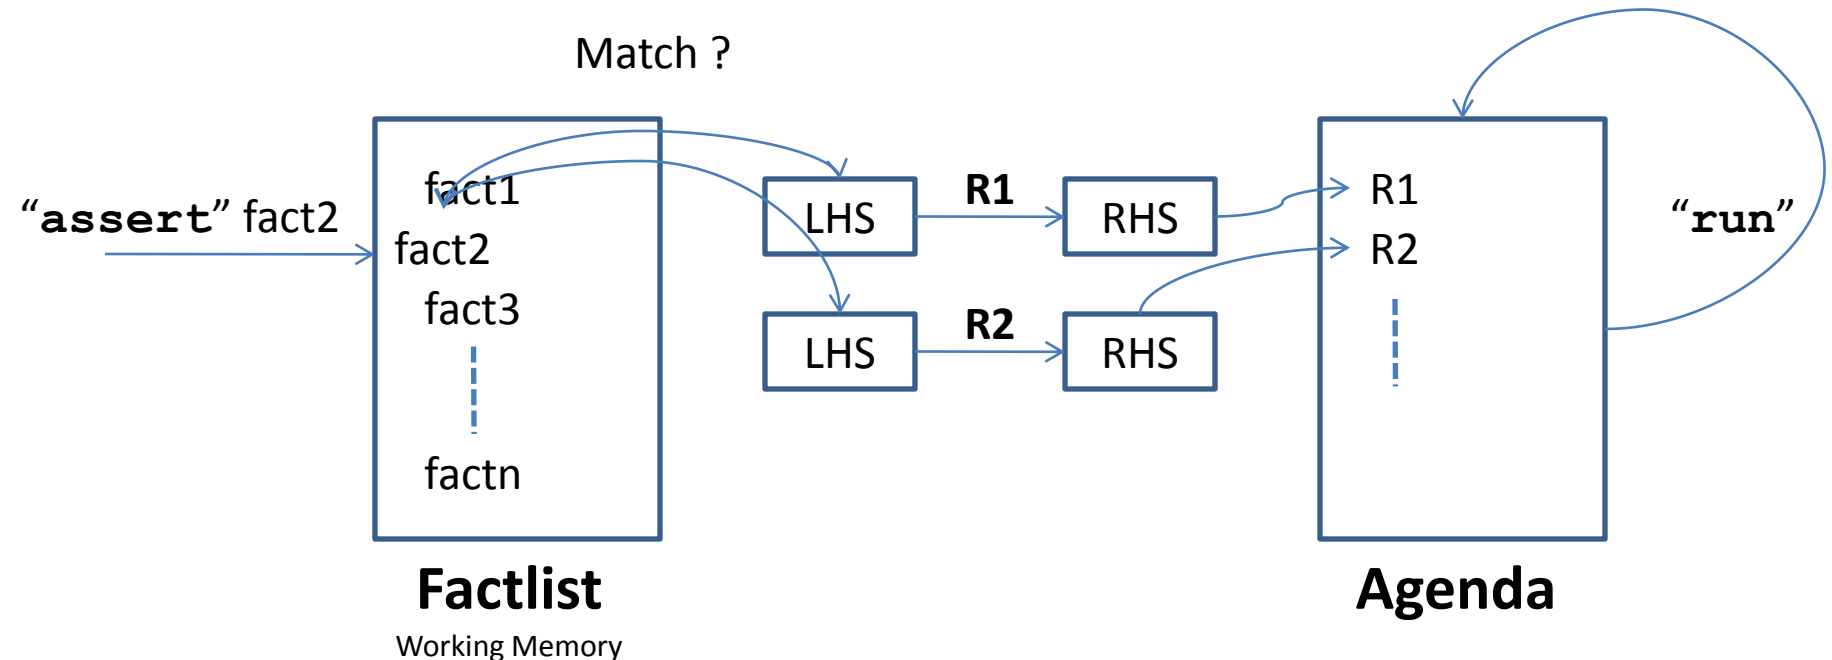 Match ?
“assert” fact2
fact1
fact2
fact3
factn
Factlist
Working Memory
LHS
R1
RHS
LHS
R2
RHS
R1
R2
Agenda
“run”